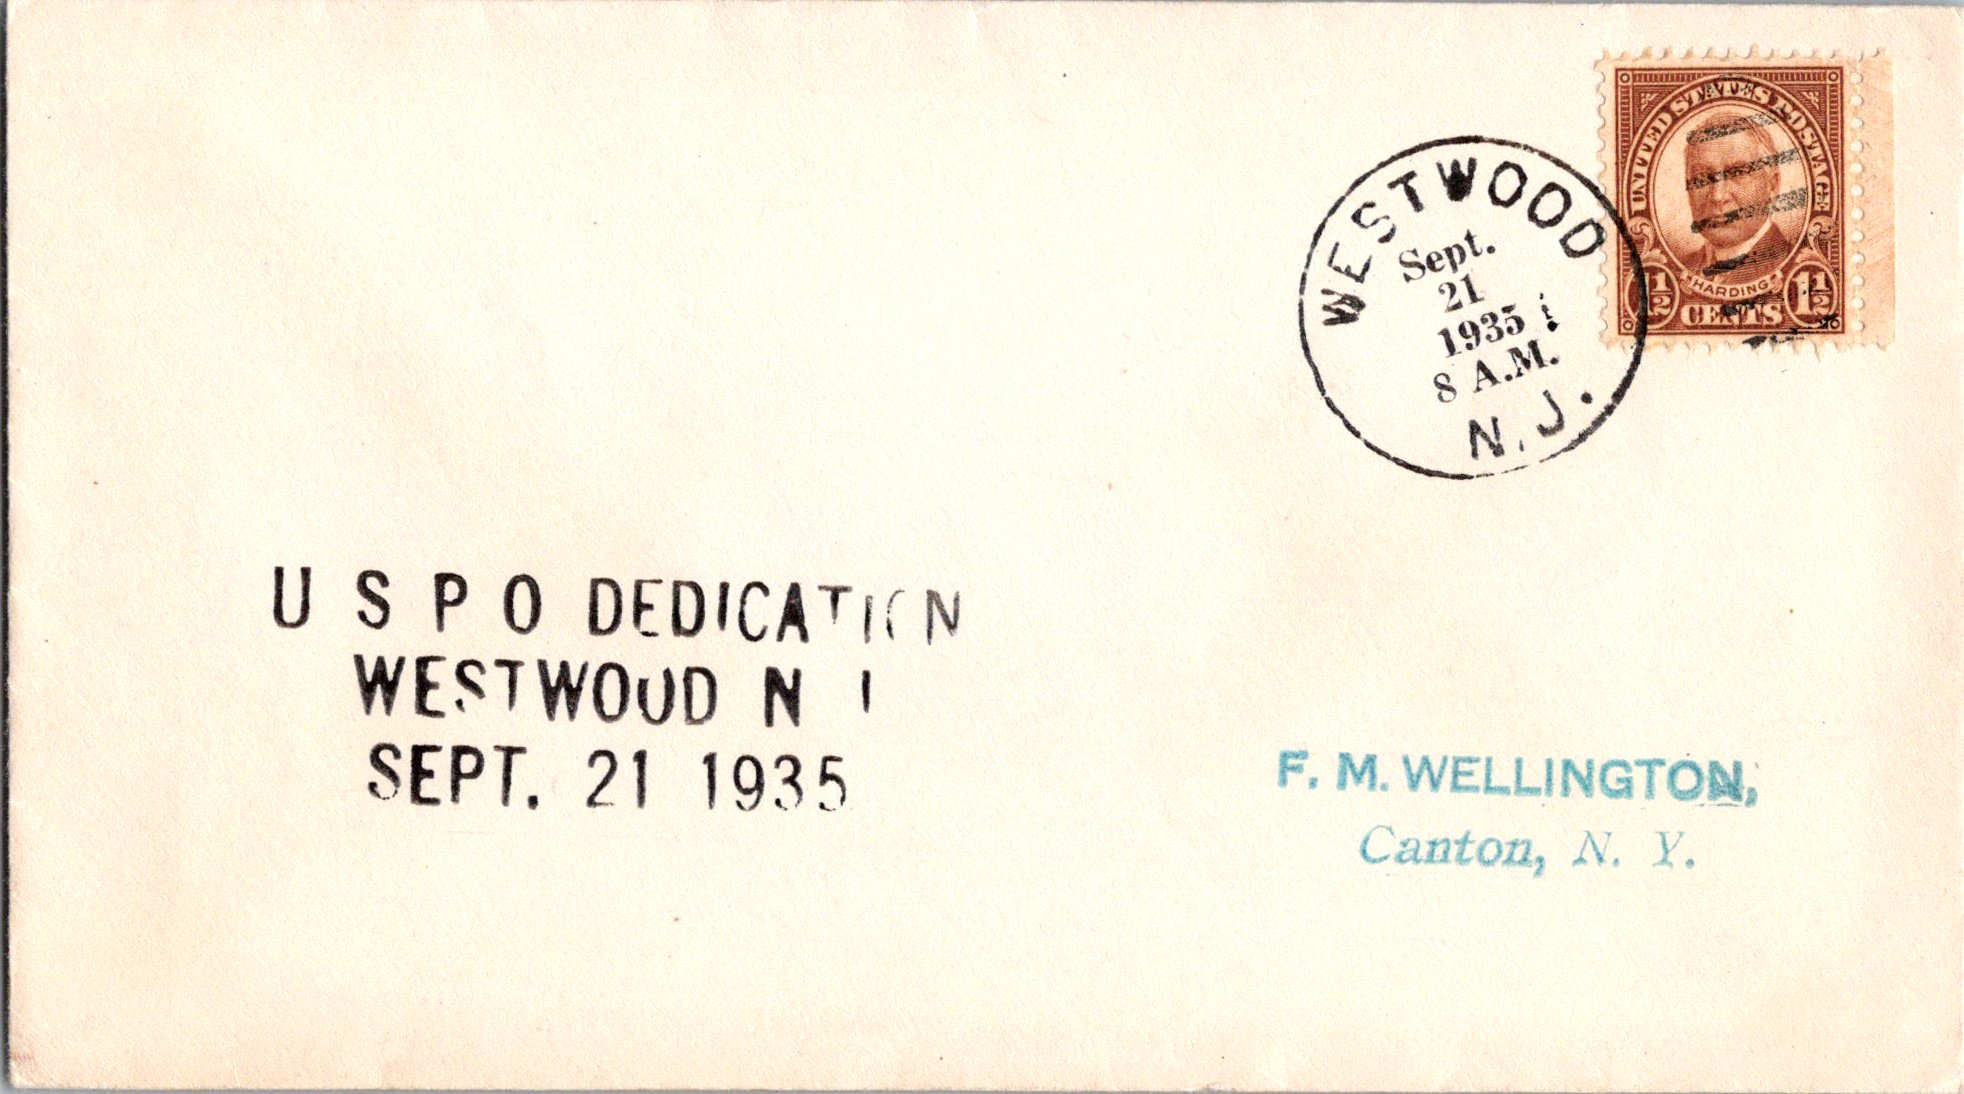 UNITED STATES POSTAGE
HARDING
1½ CENTS 1½
WESTWOOD
Sept.
21
1935
8 A.M.
N.J.
U S P O DEDICATION
WESTWOOD N J
SEPT. 21 1935
F. M. WELLINGTON,
Canton, N. Y.